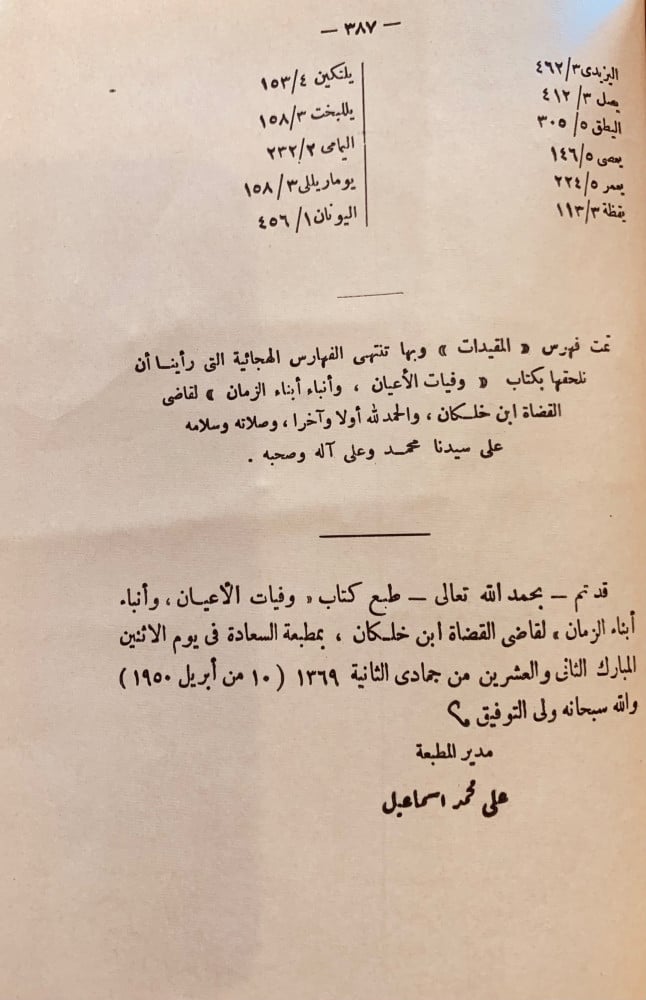 — ٣٨٧ —
اليزيدى ٣/ ٤٦٢
يصل ٣/ ٤١٢
اليطق ٥/ ٣٠٥
يعصى ٥/ ١٤٦
يعمر ٥/ ٢٢٤
يقظة ٣/ ١١٣
يلتكين ٤/ ١٥٣
يللبخت ٣/ ١٥٨
اليامى ٢/ ٢٣٢
يوماريللى ٣/ ١٥٨
اليونان ١/ ٤٥٦
تمت فهرس « المقيدات » وبها تنتهى الفهارس الهجائية التى رأينا أن
نلحقها بكتاب « وفيات الأعيان ، وأنباء أبناء الزمان » لقاضى
القضاة ابن خلكان ، والحمد لله أولا وآخرا ، وصلاته وسلامه
على سيدنا محمد وعلى آله وصحبه .
قد تم — بحمد الله تعالى — طبع كتاب « وفيات الأعيان ، وأنباء
أبناء الزمان » لقاضى القضاة ابن خلكان ، بمطبعة السعادة فى يوم الاثنين
المبارك الثانى والعشرين من جمادى الثانية ١٣٦٩ ( ١٠ من أبريل ١٩٥٠ )
والله سبحانه ولى التوفيق
مدير المطبعة
على محمد اسماعيل